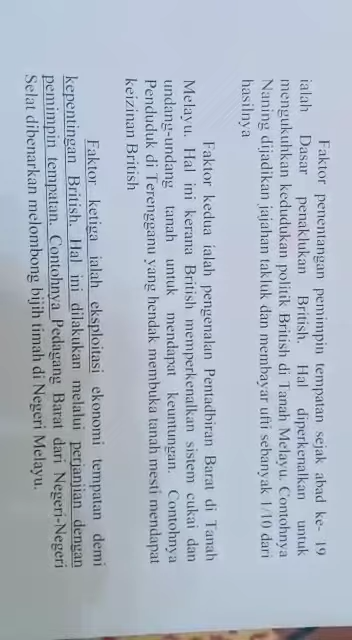 Faktor penentangan pemimpin tempatan sejak abad ke- 19
ialah Dasar penaklukan British. Hal diperkenalkan untuk
mengukuhkan kedudukan politik British di Tanah Melayu. Contohnya
Naning dijadikan jajahan takluk dan membayar ufti sebanyak 1/10 dari
hasilnya
Faktor kedua ialah pengenalan Pentadbiran Barat di Tanah
Melayu. Hal ini kerana British memperkenalkan sistem cukai dan
undang-undang tanah untuk mendapat keuntungan. Contohnya
Penduduk di Terengganu yang hendak membuka tanah mesti mendapat
keizinan British
Faktor ketiga ialah eksploitasi ekonomi tempatan demi
kepentingan British. Hal ini dilakukan melalui perjanjian dengan
pemimpin tempatan. Contohnya Pedagang Barat dari Negeri-Negeri
Selat dibenarkan melombong bijih timah di Negeri Melayu.